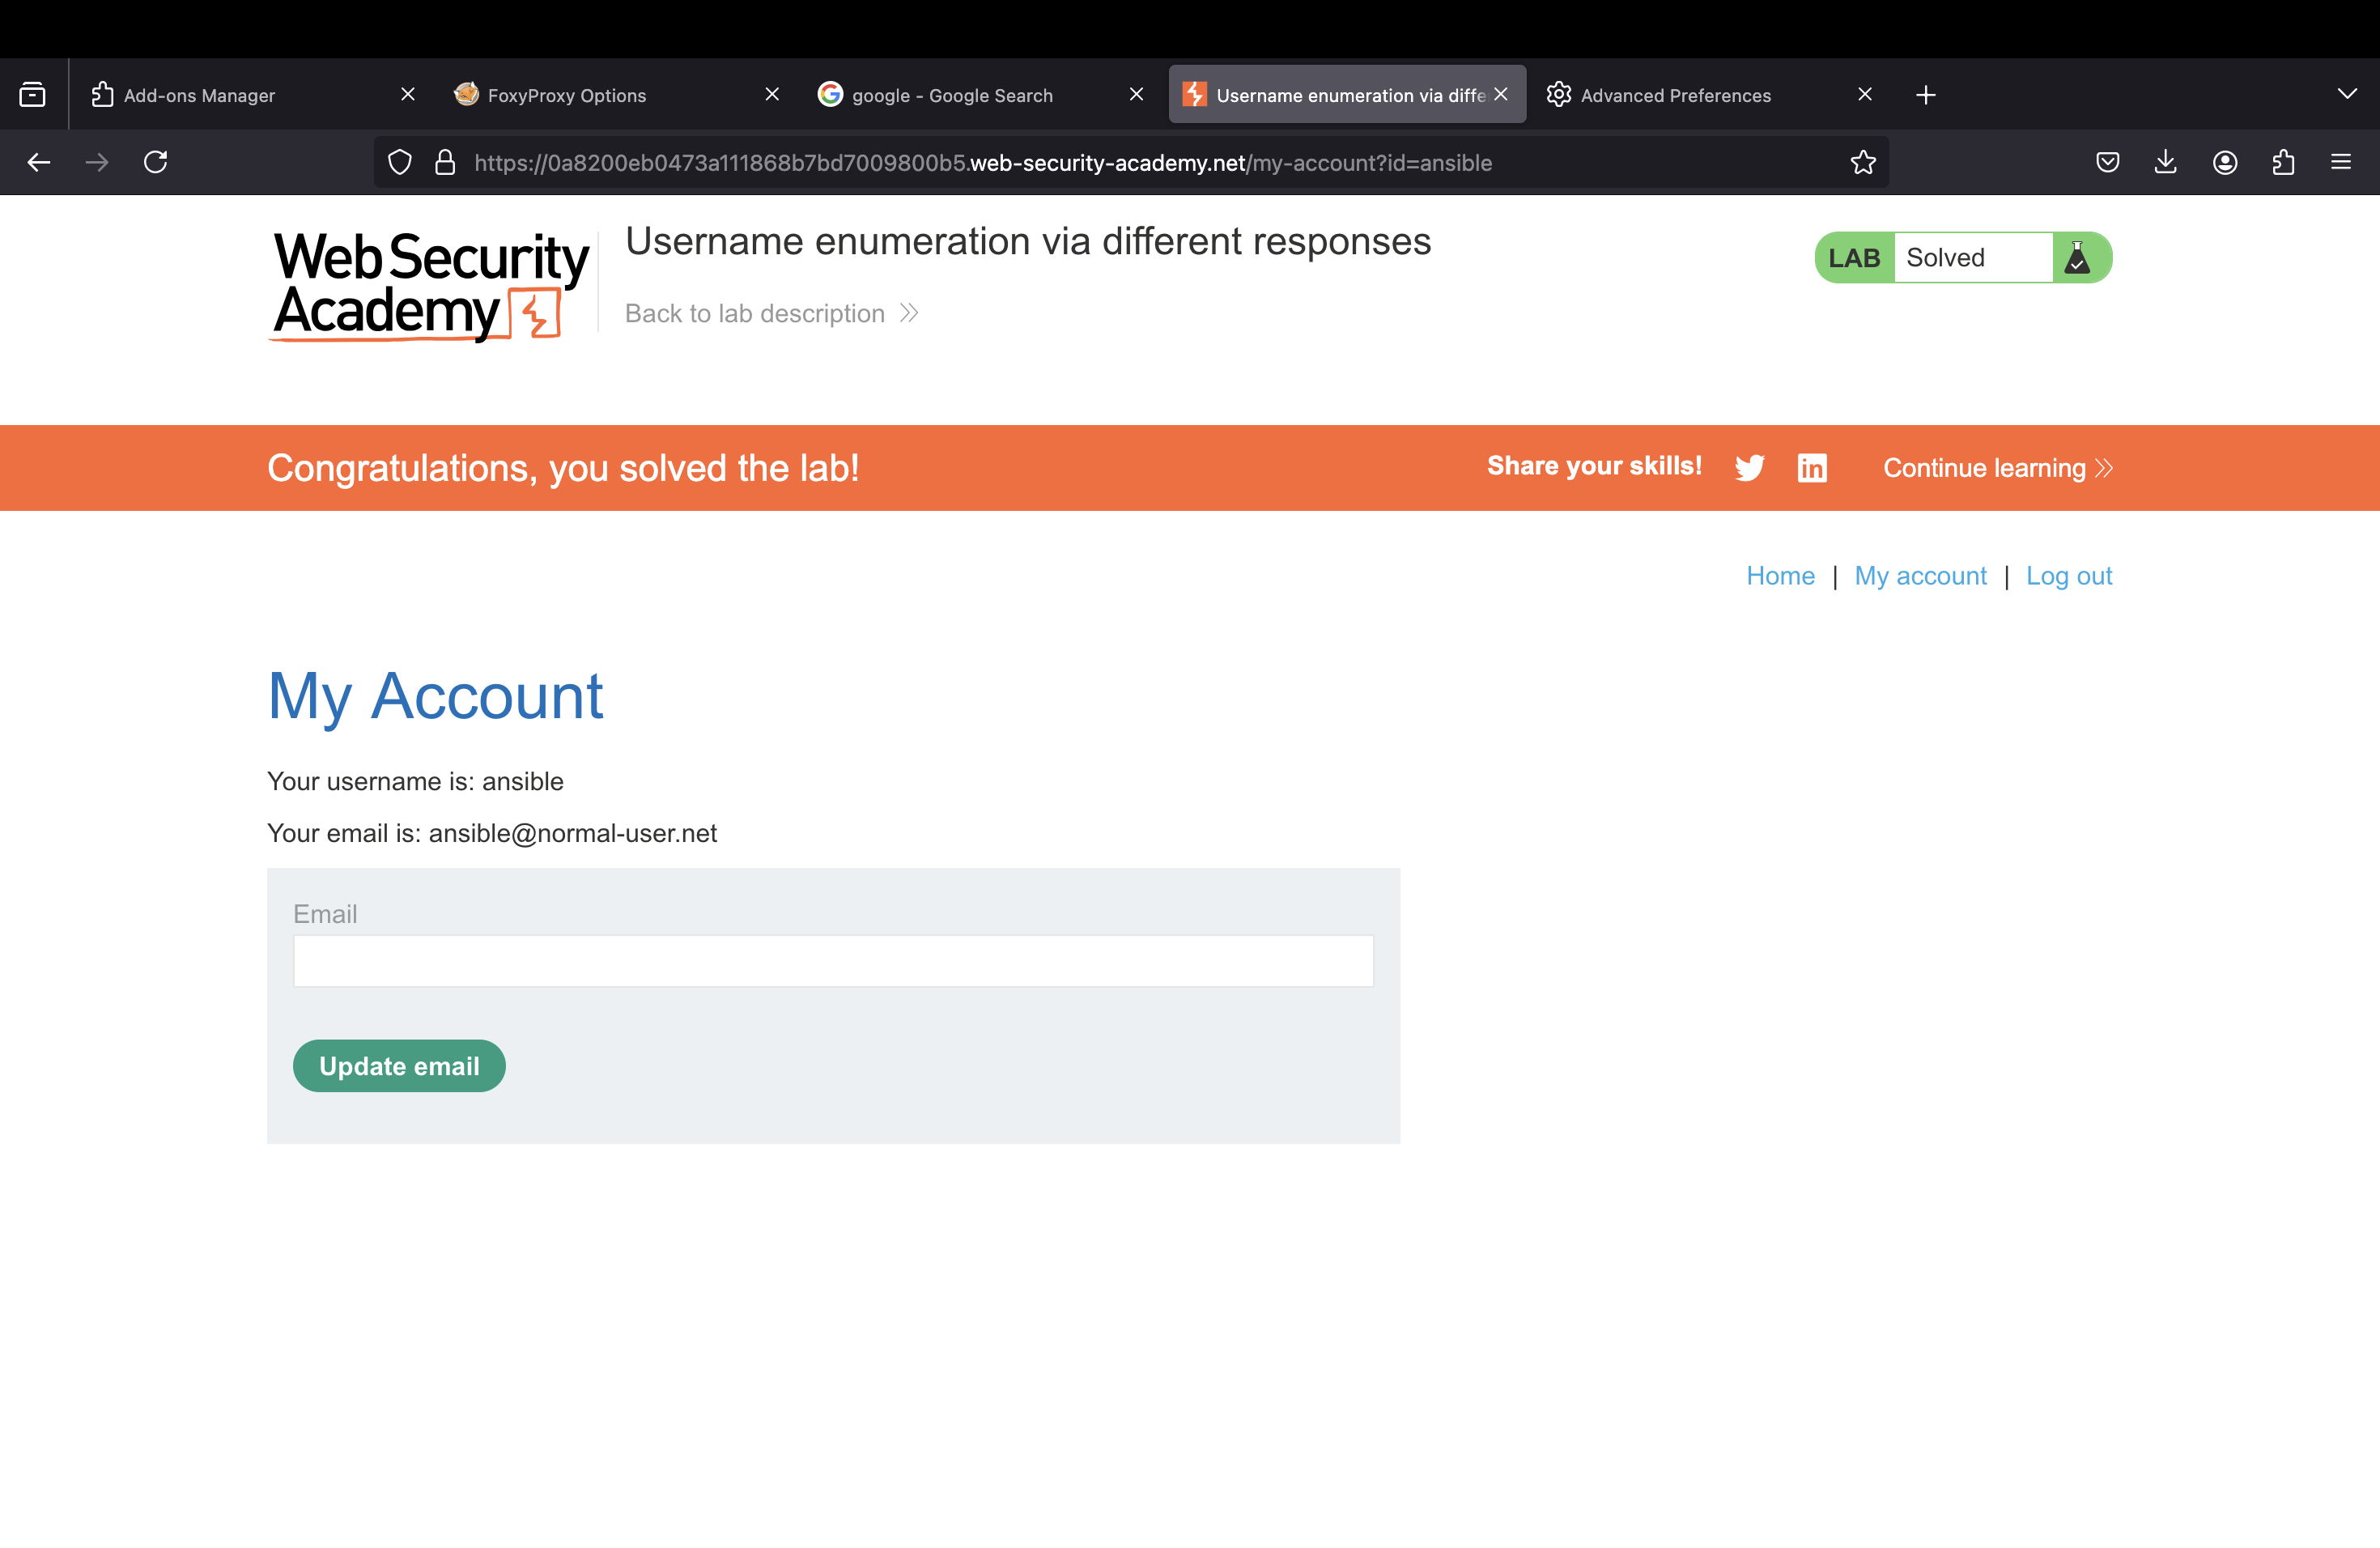 Add-ons Manager
FoxyProxy Options
google - Google Search
Username enumeration via diffe
Advanced Preferences
https://0a8200eb0473a111868b7bd7009800b5.web-security-academy.net/my-account?id=ansible
Web Security
Academy
Username enumeration via different responses
Back to lab description
LAB Solved
Congratulations, you solved the lab!
Share your skills!
Continue learning
Home | My account | Log out
My Account
Your username is: ansible
Your email is: ansible@normal-user.net
Email
Update email